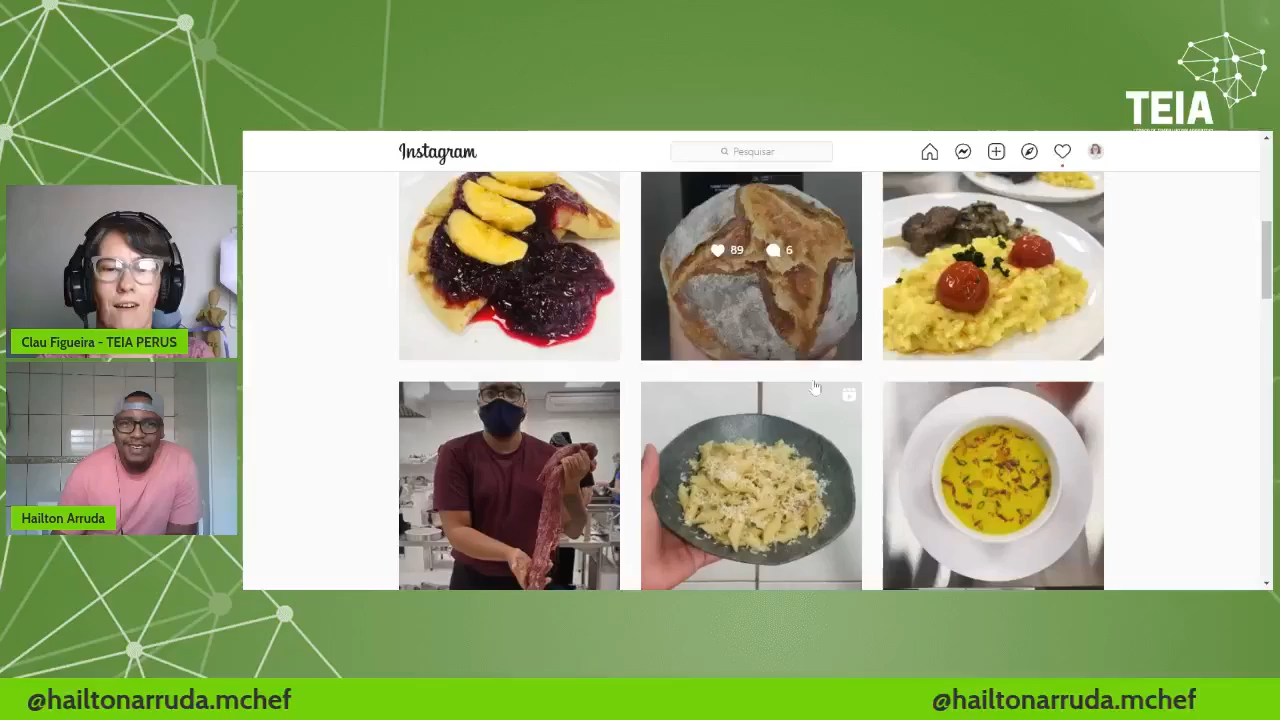 TEIA
Instagram
Pesquisar
89 6
Clau Figueira - TEIA PERUS
Hailton Arruda
@hailtonarruda.mchef @hailtonarruda.mchef